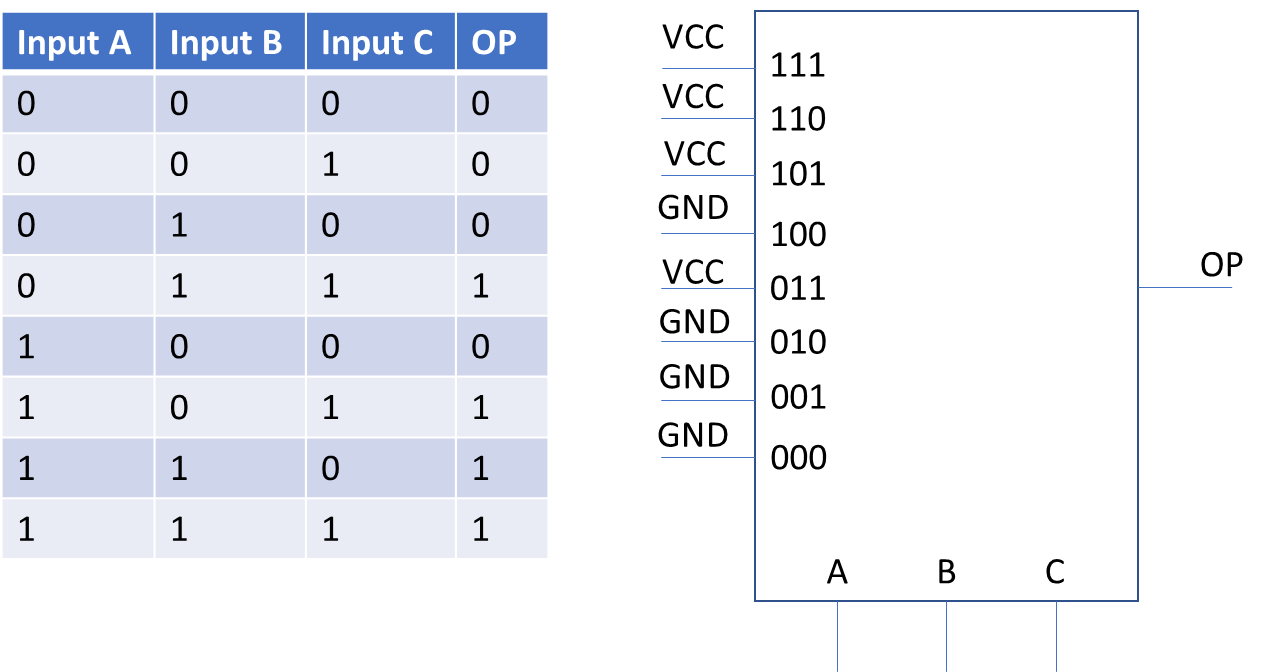 Input A Input B Input C OP
0 0 0 0
0 0 1 0
0 1 0 0
0 1 1 1
1 0 0 0
1 0 1 1
1 1 0 1
1 1 1 1
VCC 111
VCC 110
VCC 101
GND 100
VCC 011
GND 010
GND 001
GND 000
OP
A B C